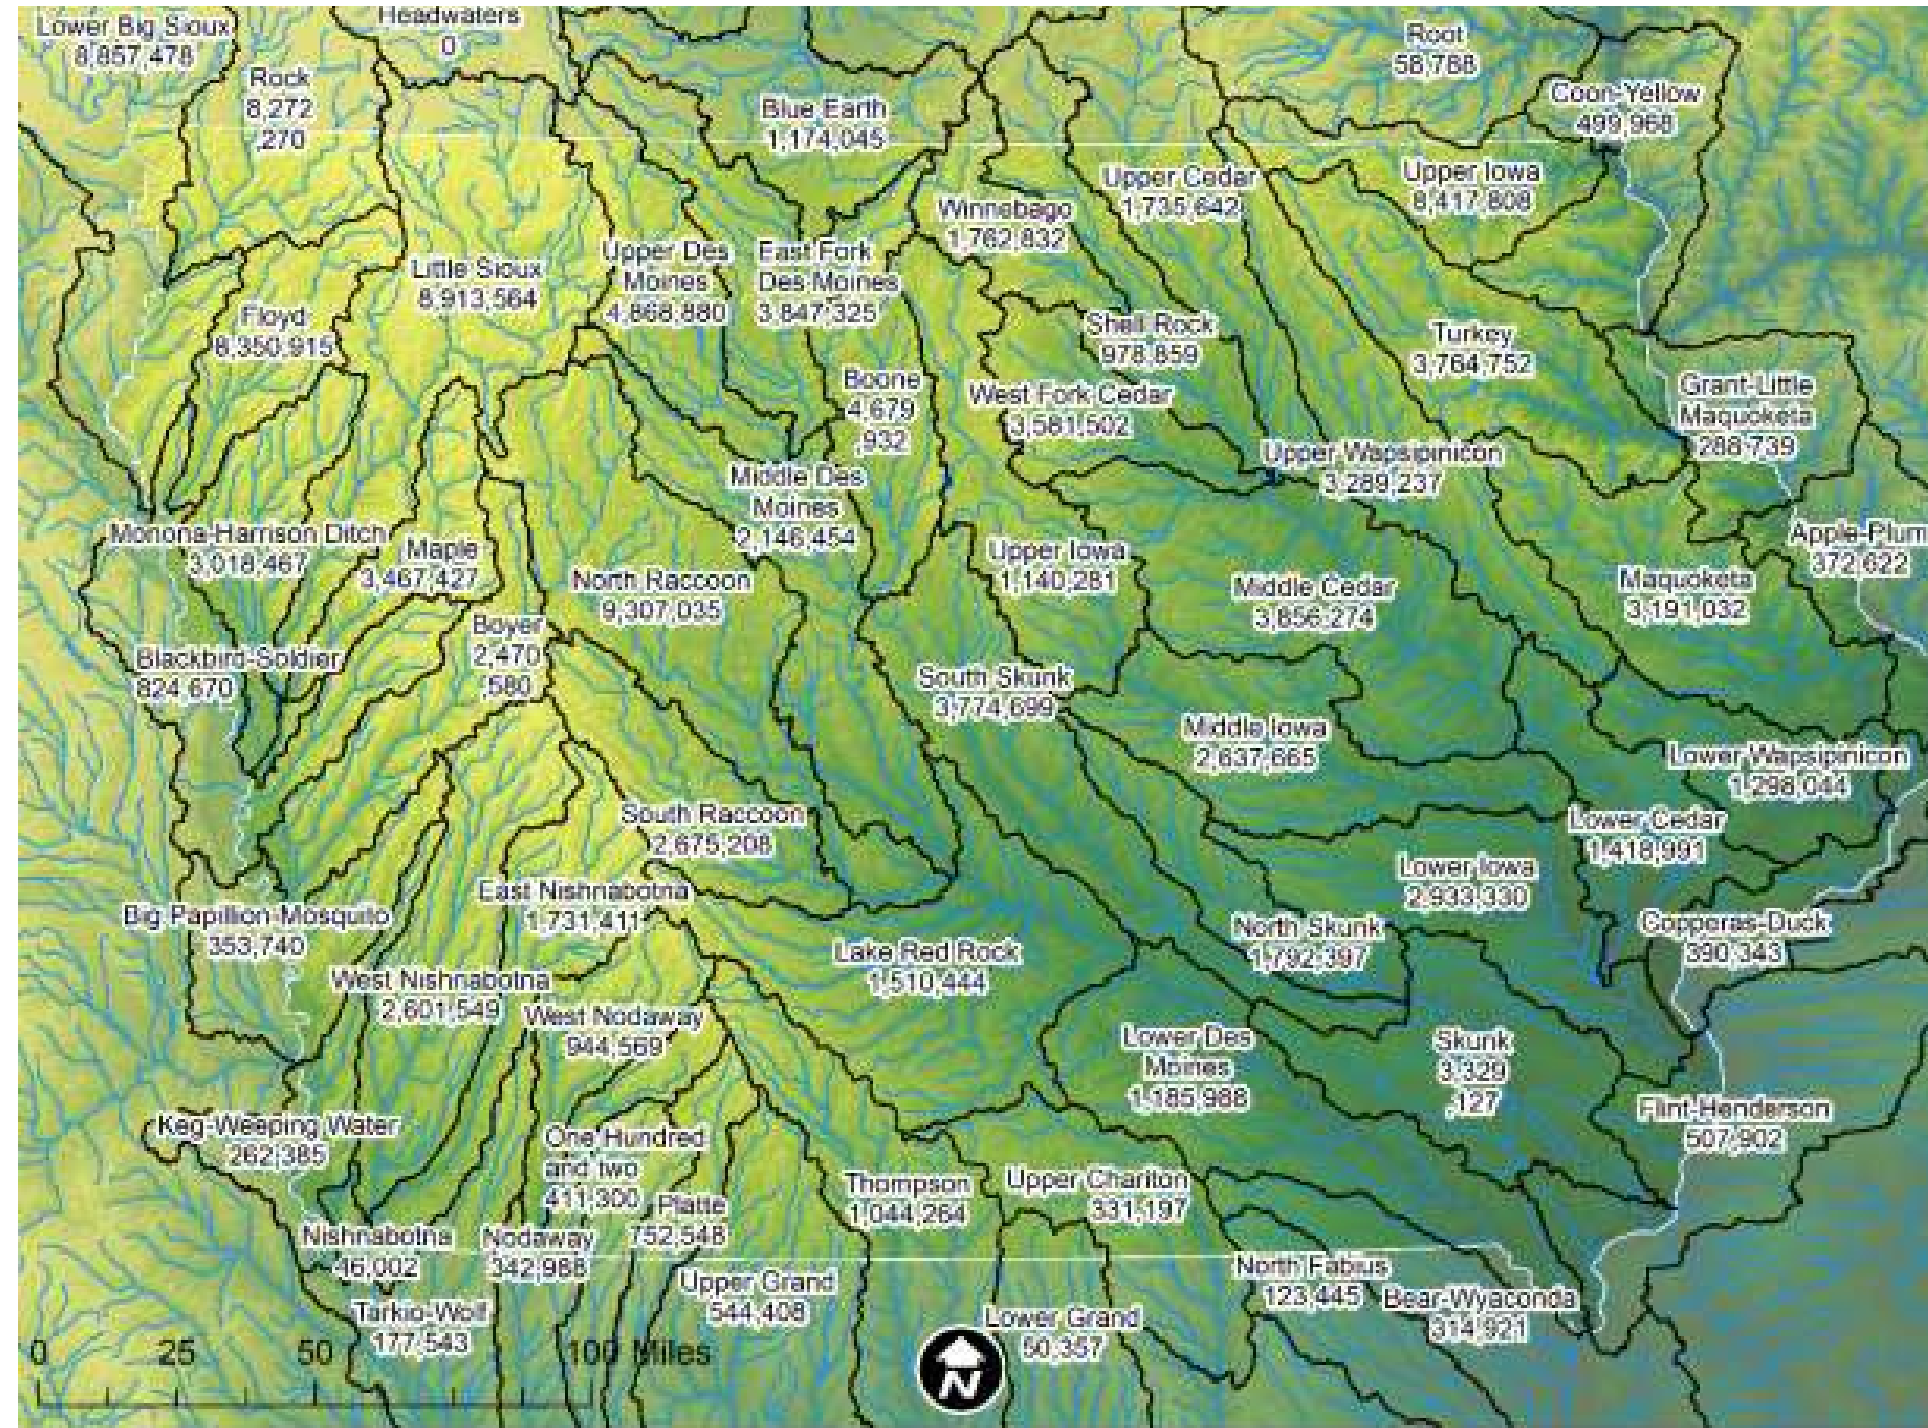 Headwaters
0
Lower Big Sioux
8,857,478
Root
58,788
Rock
8,272
,270
Coon-Yellow
499,968
Blue Earth
1,174,045
Upper Cedar
1,735,642
Upper Iowa
8,417,808
Winnebago
1,762,832
Upper Des
Moines
4,868,880
East Fork
Des Moines
3,847,325
Little Sioux
8,913,564
Floyd
8,350,915
Shell Rock
978,859
Turkey
3,764,752
Boone
4,679
,932
West Fork Cedar
3,581,502
Grant-Little
Maquoketa
288,739
Upper Wapsipinicon
3,289,237
Middle Des
Moines
2,146,454
Monona-Harrison Ditch
3,018,467
Maple
3,467,427
Upper Iowa
1,140,281
Apple-Plum
372,622
North Raccoon
9,307,035
Middle Cedar
3,856,274
Maquoketa
3,191,032
Boyer
2,470
,580
Blackbird-Soldier
824,670
South Skunk
3,774,699
Middle Iowa
2,637,665
Lower Wapsipinicon
1,298,044
South Raccoon
2,675,208
Lower Cedar
1,418,991
Lower Iowa
2,933,330
East Nishnabotna
1,731,411
Big Papillion-Mosquito
353,740
North Skunk
1,792,397
Copperas-Duck
390,343
Lake Red Rock
1,510,444
West Nishnabotna
2,601,549
West Nodaway
944,569
Lower Des
Moines
1,185,988
Skunk
3,329
,127
Keg-Weeping Water
262,385
Flint-Henderson
507,902
One Hundred
and two
411,300
Platte
752,548
Thompson
1,044,264
Upper Chariton
331,197
Nishnabotna
46,002
Nodaway
342,988
Upper Grand
544,408
North Fabius
123,445
Bear-Wyaconda
314,921
Tarkio-Wolf
177,543
Lower Grand
50,357
0 25 50 100 Miles
N